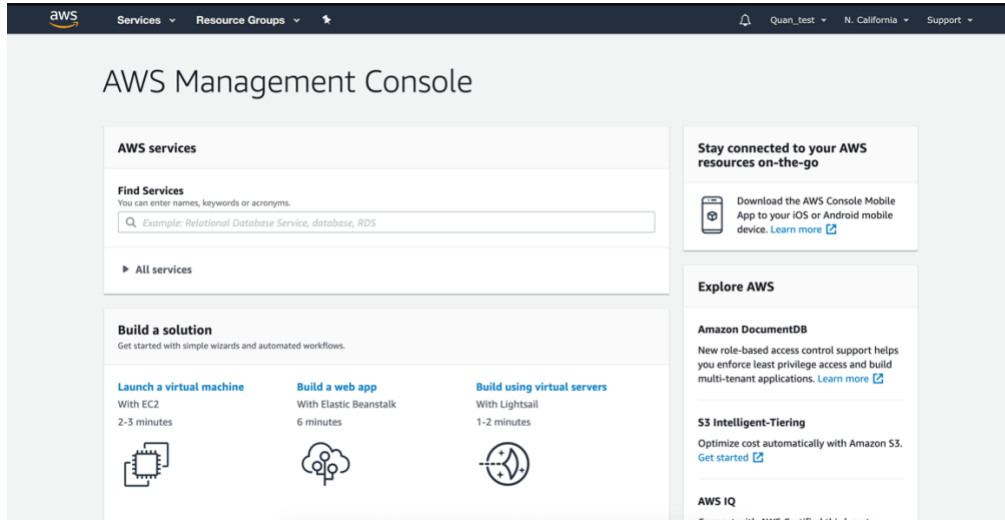 aws
Services
Resource Groups
Quan_test
N. California
Support
AWS Management Console
AWS services
Find Services
You can enter names, keywords or acronyms.
Example: Relational Database Service, database, RDS
All services
Build a solution
Get started with simple wizards and automated workflows.
Launch a virtual machine
With EC2
2-3 minutes
Build a web app
With Elastic Beanstalk
6 minutes
Build using virtual servers
With Lightsail
1-2 minutes
Stay connected to your AWS
resources on-the-go
Download the AWS Console Mobile
App to your iOS or Android mobile
device. Learn more
Explore AWS
Amazon DocumentDB
New role-based access control support helps
you enforce least privilege access and build
multi-tenant applications. Learn more
S3 Intelligent-Tiering
Optimize cost automatically with Amazon S3.
Get started
AWS IQ